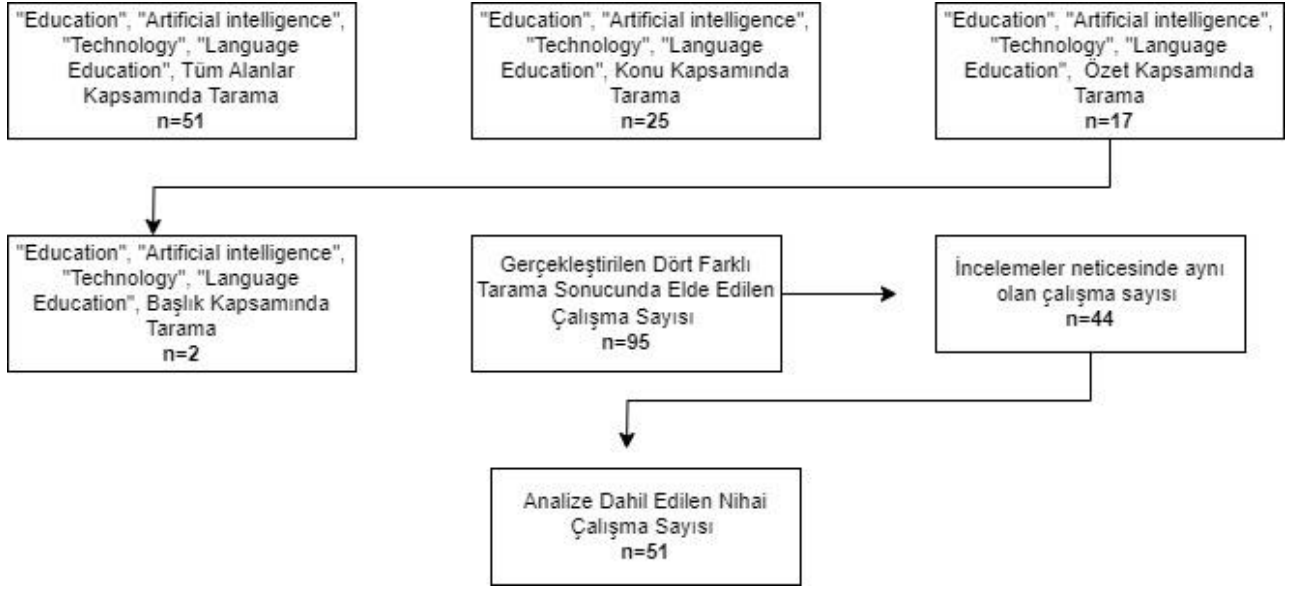 "Education", "Artificial intelligence",
"Technology", "Language
Education", Tüm Alanlar
Kapsamında Tarama
n=51
"Education", "Artificial intelligence",
"Technology", "Language
Education", Konu Kapsamında
Tarama
n=25
"Education", "Artificial intelligence",
"Technology", "Language
Education", Özet Kapsamında
Tarama
n=17
"Education", "Artificial intelligence",
"Technology", "Language
Education", Başlık Kapsamında
Tarama
n=2
Gerçekleştirilen Dört Farklı
Tarama Sonucunda Elde Edilen
Çalışma Sayısı
n=95
İncelemeler neticesinde aynı
olan çalışma sayısı
n=44
Analize Dahil Edilen Nihai
Çalışma Sayısı
n=51